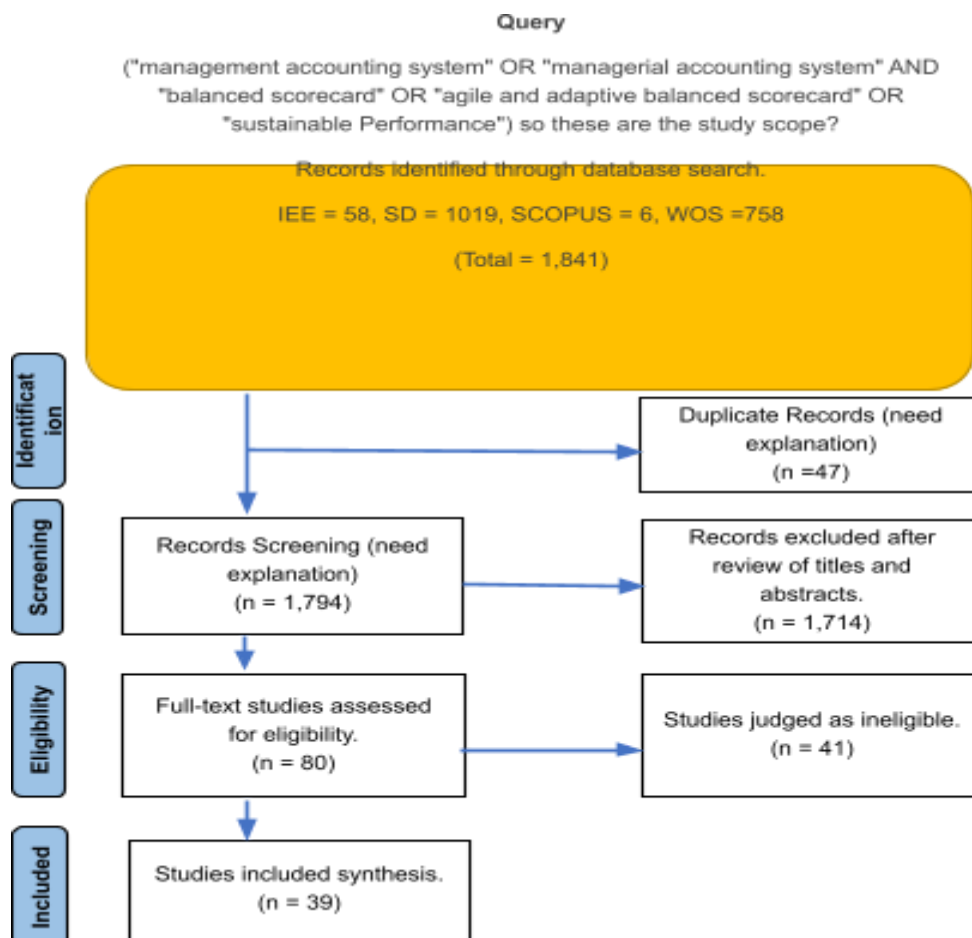 Query
("management accounting system" OR "managerial accounting system" AND
"balanced scorecard" OR "agile and adaptive balanced scorecard" OR
"sustainable Performance") so these are the study scope?
Records identified through database search.
IEE = 58, SD = 1019, SCOPUS = 6, WOS =758
(Total = 1,841)
Identificat
ion
Duplicate Records (need
explanation)
(n =47)
Screening
Records Screening (need
explanation)
(n = 1,794)
Records excluded after
review of titles and
abstracts.
(n = 1,714)
Eligibility
Full-text studies assessed
for eligibility.
(n = 80)
Studies judged as ineligible.
(n = 41)
Included
Studies included synthesis.
(n = 39)